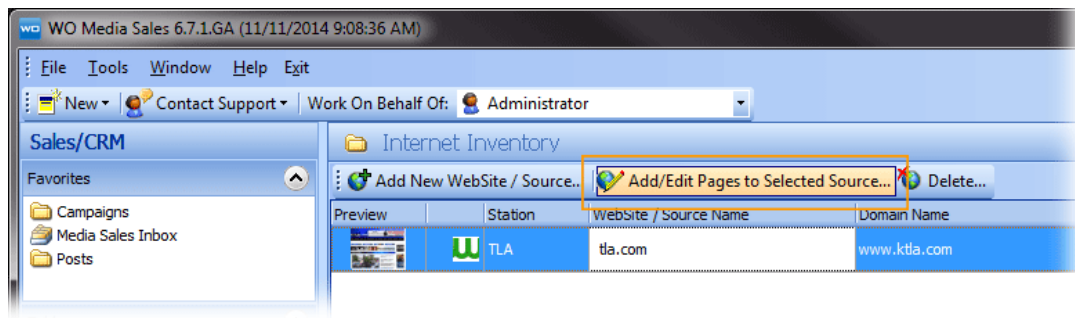 WO WO Media Sales 6.7.1.GA (11/11/2014 9:08:36 AM)
File Tools Window Help Exit
New Contact Support Work On Behalf Of: Administrator
Sales/CRM Internet Inventory
Favorites Add New WebSite / Source... Add/Edit Pages to Selected Source... Delete...
Preview Station WebSite / Source Name Domain Name
Campaigns
Media Sales Inbox TLA tla.com www.ktla.com
Posts